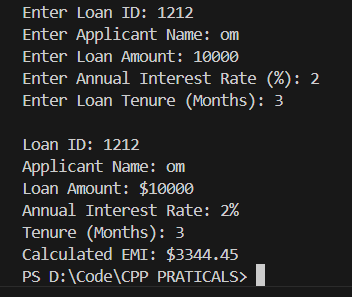 Enter Loan ID: 1212
Enter Applicant Name: om
Enter Loan Amount: 10000
Enter Annual Interest Rate (%): 2
Enter Loan Tenure (Months): 3
Loan ID: 1212
Applicant Name: om
Loan Amount: $10000
Annual Interest Rate: 2%
Tenure (Months): 3
Calculated EMI: $3344.45
PS D:\Code\CPP PRATICALS>